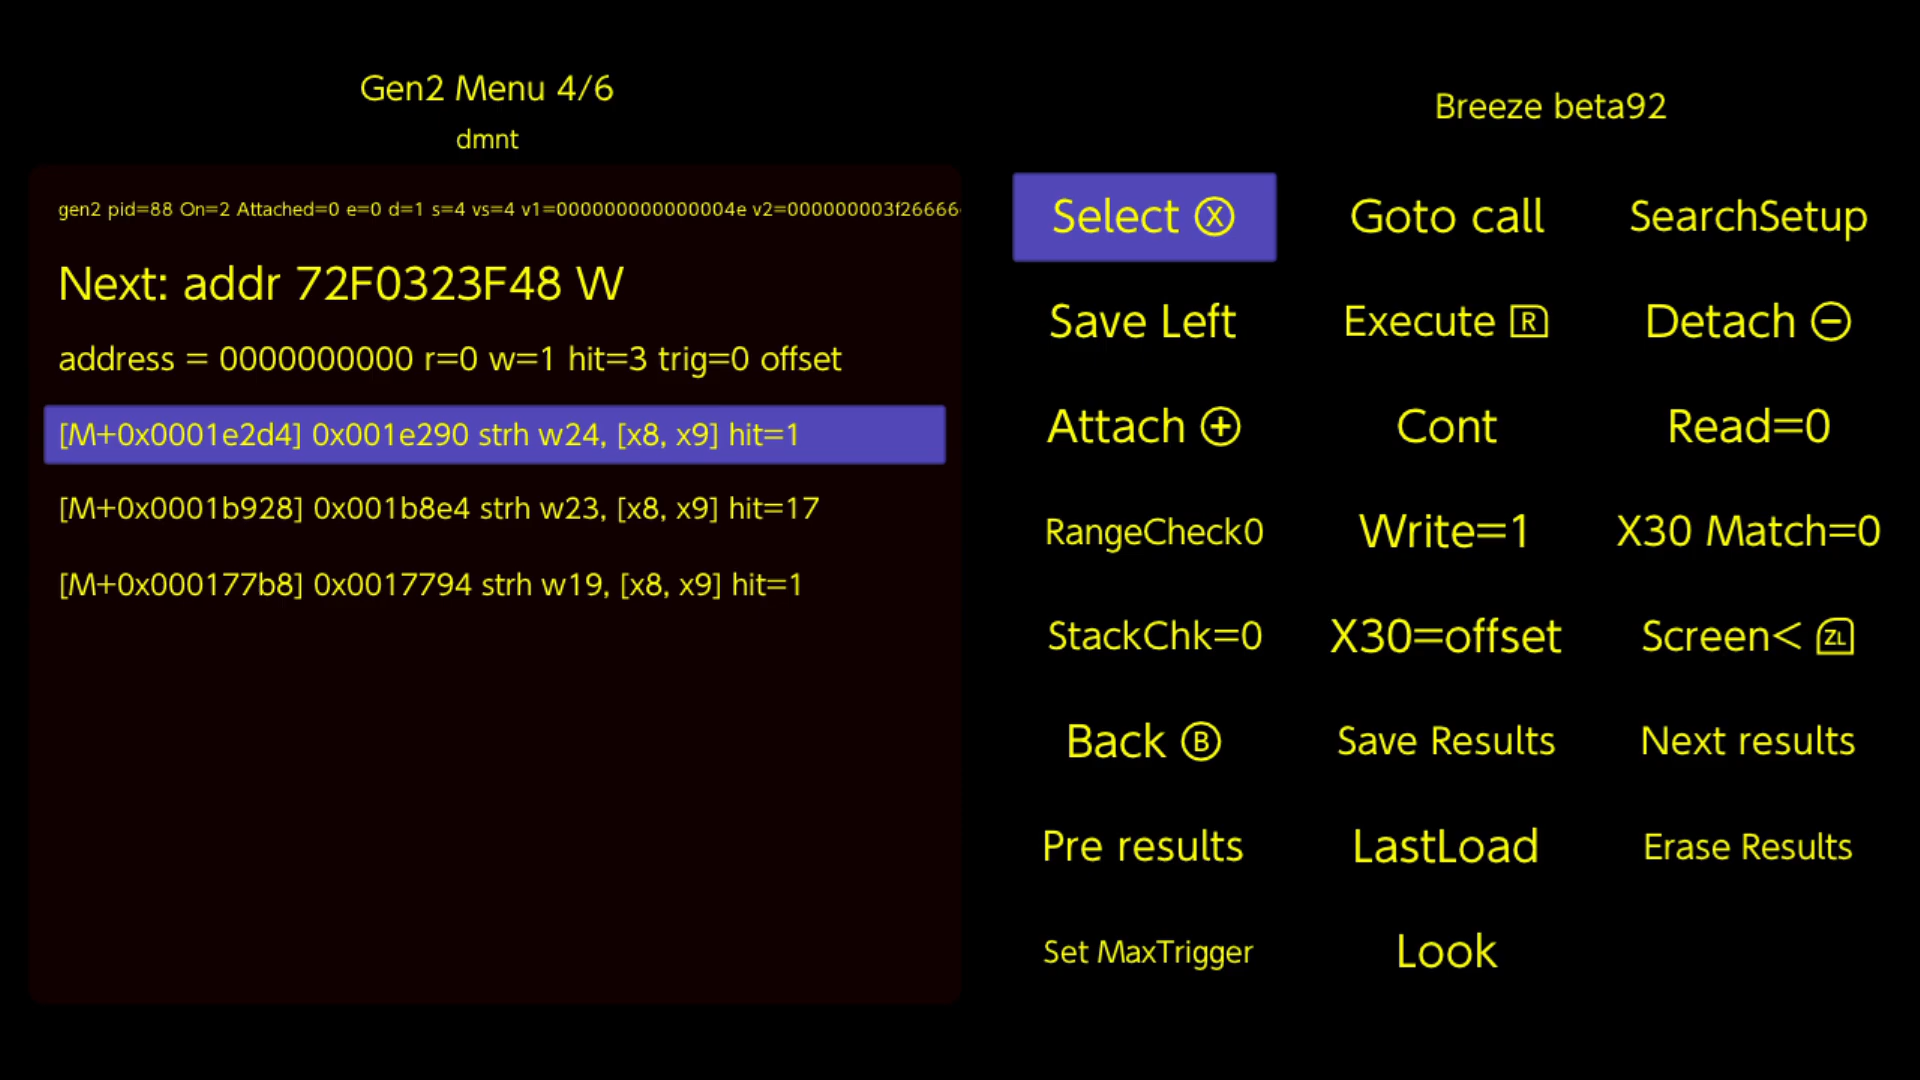 Gen2 Menu 4/6
dmnt
gen2 pid=88 On=2 Attached=0 e=0 d=1 s=4 vs=4 v1=000000000000004e v2=000000003f26666
Next: addr 72F0323F48 W
address = 0000000000 r=0 w=1 hit=3 trig=0 offset
[M+0x0001e2d4] 0x001e290 strh w24, [x8, x9] hit=1
[M+0x0001b928] 0x001b8e4 strh w23, [x8, x9] hit=17
[M+0x000177b8] 0x0017794 strh w19, [x8, x9] hit=1
Breeze beta92
Select Ⓧ
Goto call
SearchSetup
Save Left
Execute R
Detach ⊖
Attach ⊕
Cont
Read=0
RangeCheck0
Write=1
X30 Match=0
StackChk=0
X30=offset
Screen< ZL
Back Ⓑ
Save Results
Next results
Pre results
LastLoad
Erase Results
Set MaxTrigger
Look